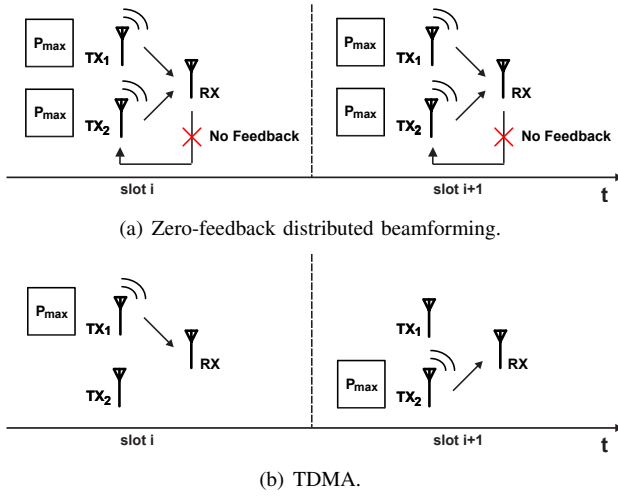 Pmax TX1 RX Pmax TX1 RX
Pmax TX2 No Feedback Pmax TX2 No Feedback
slot i slot i+1 t
(a) Zero-feedback distributed beamforming.
Pmax TX1 RX TX1 RX
TX2 Pmax TX2
slot i slot i+1 t
(b) TDMA.